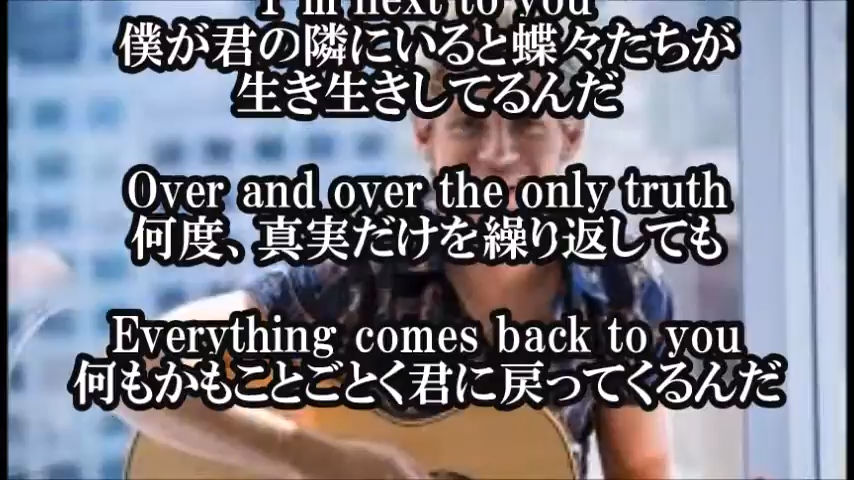 I'm next to you
僕が君の隣にいると蝶々たちが
生き生きしてるんだ
Over and over the only truth
何度、真実だけを繰り返しても
Everything comes back to you
何もかもことごとく君に戻ってくるんだ